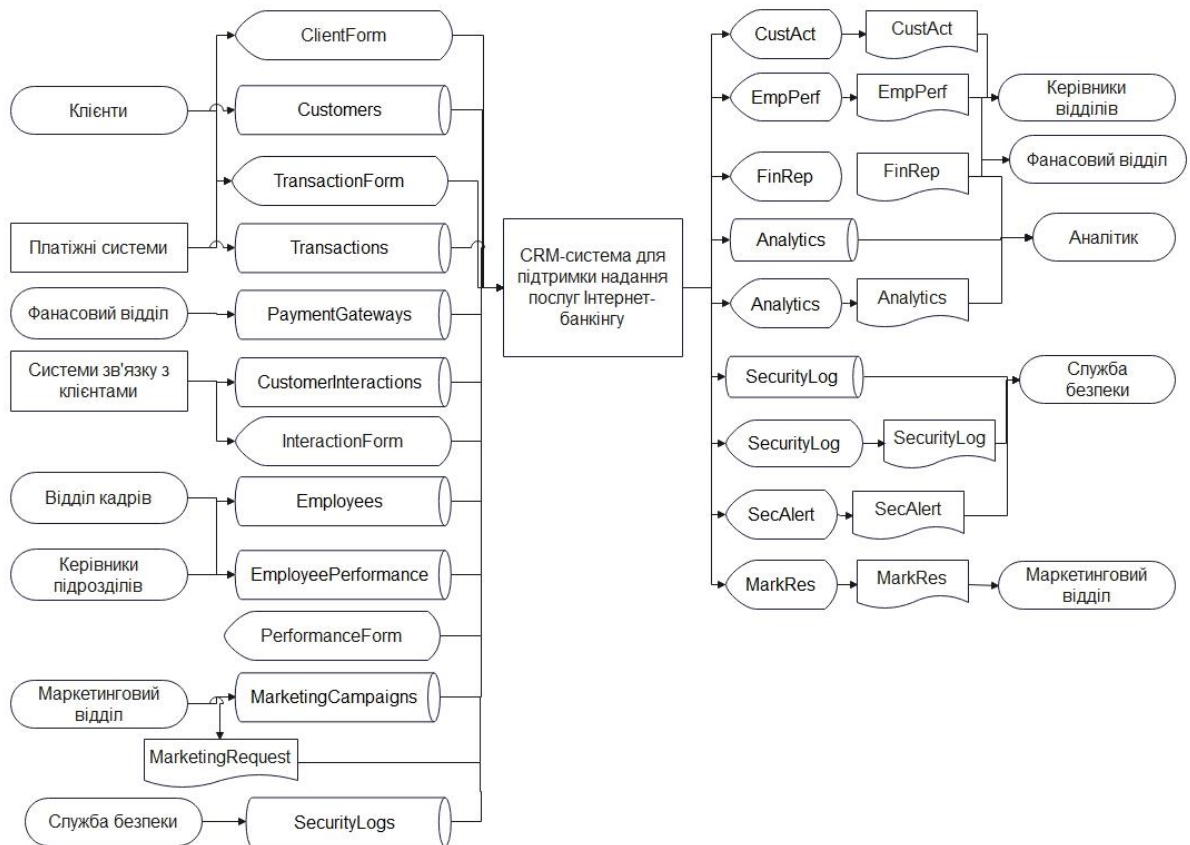 ClientForm
Клієнти
Customers
TransactionForm
Платіжні системи
Transactions
Фанасовий відділ
PaymentGateways
Системи зв'язку з
клієнтами
CustomerInteractions
InteractionForm
Відділ кадрів
Employees
Керівники
підрозділів
EmployeePerformance
PerformanceForm
Маркетинговий
відділ
MarketingCampaigns
MarketingRequest
Служба безпеки
SecurityLogs
CRM-система для
підтримки надання
послуг Інтернет-
банкінгу
CustAct
CustAct
EmpPerf
EmpPerf
Керівники
відділів
Фанасовий відділ
FinRep
FinRep
Analytics
Аналітик
Analytics
Analytics
SecurityLog
Служба
безпеки
SecurityLog
SecurityLog
SecAlert
SecAlert
MarkRes
MarkRes
Маркетинговий
відділ